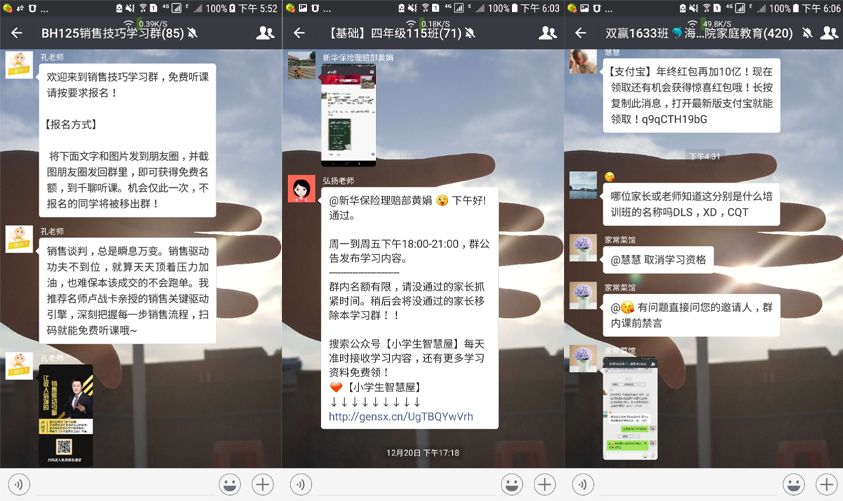 0.39K/s
100%
下午 5:52
BH125销售技巧学习群(85)
孔老师
欢迎来到销售技巧学习群，免费听课
请按要求报名！
【报名方式】
将下面文字和图片发到朋友圈，并截
图朋友圈发回群里，即可获得免费名
额，到千聊听课。机会仅此一次，不
报名的同学将被移出群！
孔老师
销售谈判，总是瞬息万变。销售驱动
功夫不到位，就算天天顶着压力加
油，也难保本该成交的不会跑单。我
推荐名师卢战卡亲授的销售关键驱动
引擎，深刻把握每一步销售流程，扫
码就能免费听课哦~
孔老师
让收入倍增的
销售驱动力
0.18K/s
100%
下午 6:03
【基础】四年级115班(71)
新华保险理赔部黄娟
弘扬老师
@新华保险理赔部黄娟 😵 下午好!
通过。
周一到周五下午18:00-21:00，群公
告发布学习内容。
------------------------
群内名额有限，请没通过的家长抓
紧时间。稍后会将没通过的家长移
除本学习群！！
搜索公众号【小学生智慧屋】每天
准时接收学习内容，还有更多学习
资料免费领！
❤【小学生智慧屋】
↓↓↓↓↓↓↓↓↓
http://gensx.cn/UgTBQYwVrh
12月20日 下午17:18
49.8K/s
100%
下午 6:06
双赢1633班 🐬海...院家庭教育(420)
慧慧
【支付宝】年终红包再加10亿！现在
领取还有机会获得惊喜红包哦！长按
复制此消息，打开最新版支付宝就能
领取！q9qCTH19bG
下午4:31
😘
哪位家长或老师知道这分别是什么培
训班的名称吗DLS，XD，CQT
家常菜馆
@慧慧 取消学习资格
家常菜馆
@😘 有问题直接问您的邀请人，群
内课前禁言
家常菜馆